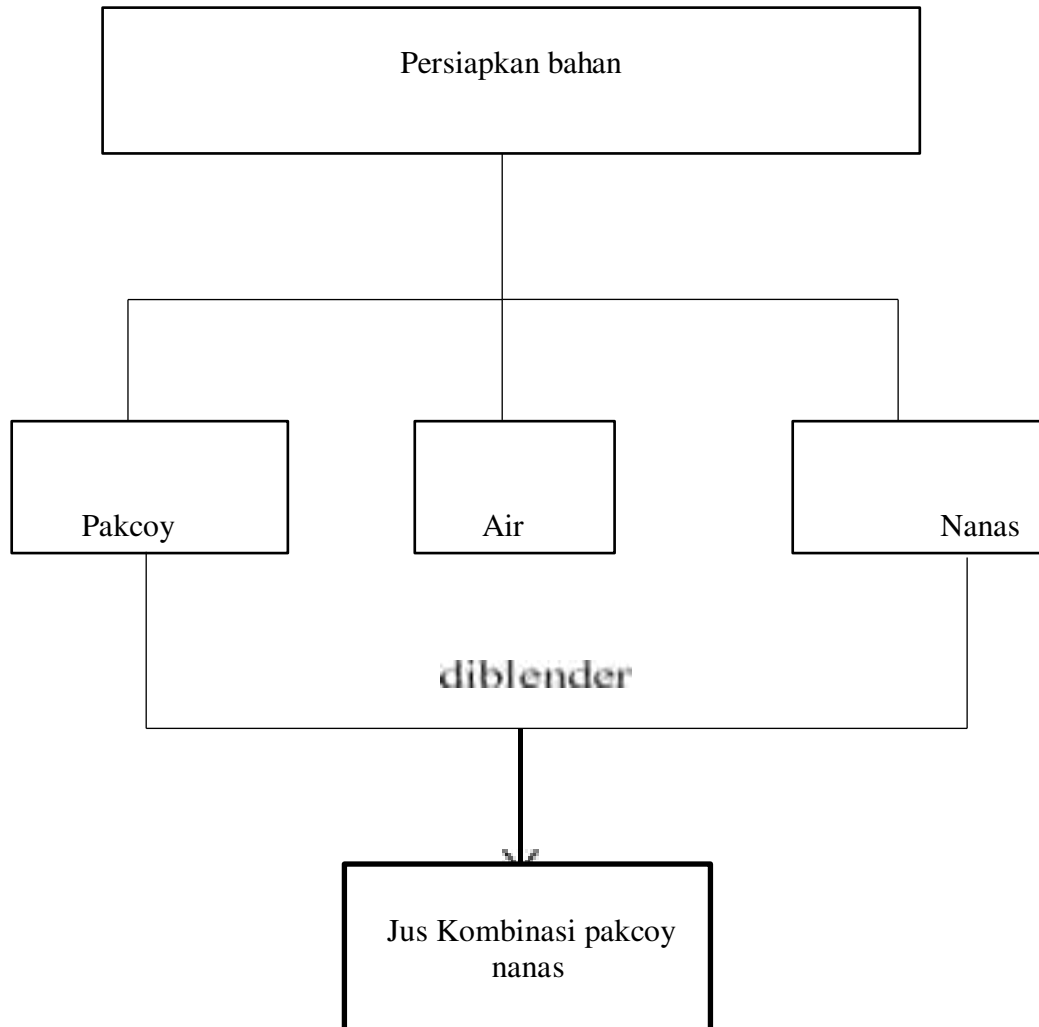 Persiapkan bahan
Pakcoy
Air
Nanas
diblender
Jus Kombinasi pakcoy
nanas